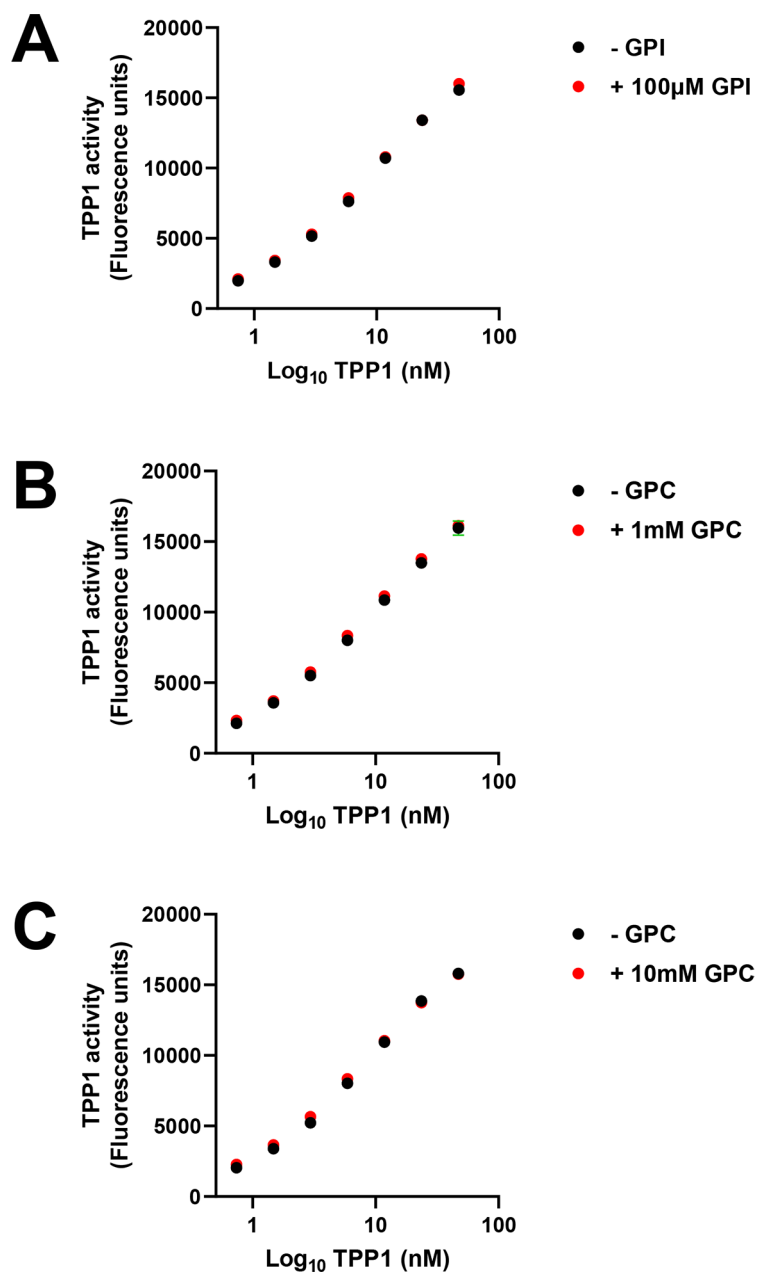 A
20000
15000
10000
5000
0
TPP1 activity
(Fluorescence units)
1
10
100
Log₁₀ TPP1 (nM)
- GPI
+ 100µM GPI
B
20000
15000
10000
5000
0
TPP1 activity
(Fluorescence units)
1
10
100
Log₁₀ TPP1 (nM)
- GPC
+ 1mM GPC
C
20000
15000
10000
5000
0
TPP1 activity
(Fluorescence units)
1
10
100
Log₁₀ TPP1 (nM)
- GPC
+ 10mM GPC